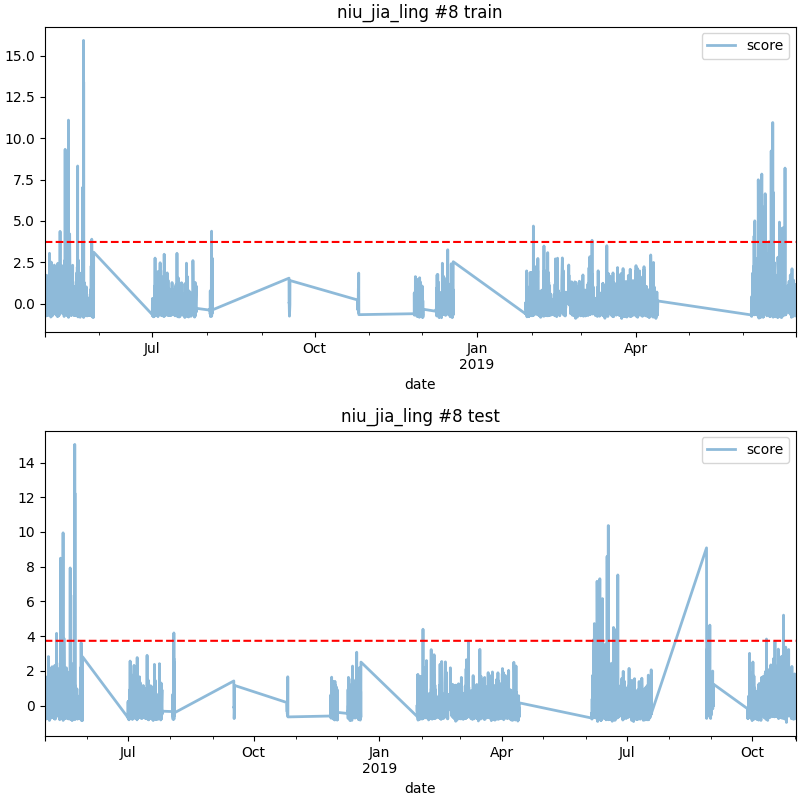 niu_jia_ling #8 train
score
15.0
12.5
10.0
7.5
5.0
2.5
0.0
Jul
Oct
Jan
2019
Apr
date
niu_jia_ling #8 test
score
14
12
10
8
6
4
2
0
Jul
Oct
Jan
2019
Apr
Jul
Oct
date